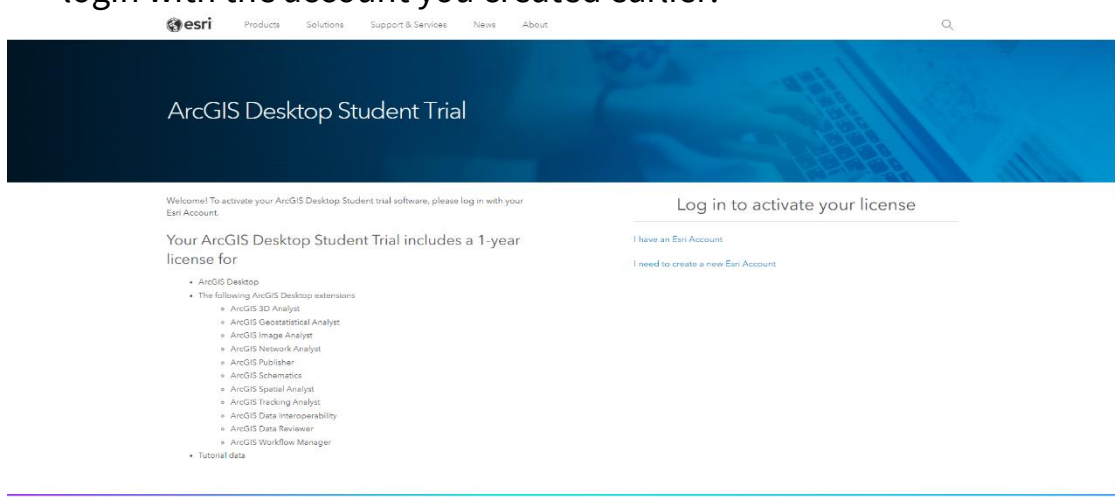 login with the account you created earlier.
esri Products Solutions Support & Services News About
ArcGIS Desktop Student Trial
Welcome! To activate your ArcGIS Desktop Student trial software, please log in with your
Esri Account.
Your ArcGIS Desktop Student Trial includes a 1-year
license for
• ArcGIS Desktop
• The following ArcGIS Desktop extensions
ArcGIS 3D Analyst
ArcGIS Geostatistical Analyst
ArcGIS Image Analyst
ArcGIS Network Analyst
ArcGIS Publisher
ArcGIS Schematics
ArcGIS Spatial Analyst
ArcGIS Tracking Analyst
ArcGIS Data Interoperability
ArcGIS Data Reviewer
ArcGIS Workflow Manager
• Tutorial data
Log in to activate your license
I have an Esri Account
I need to create a new Esri Account